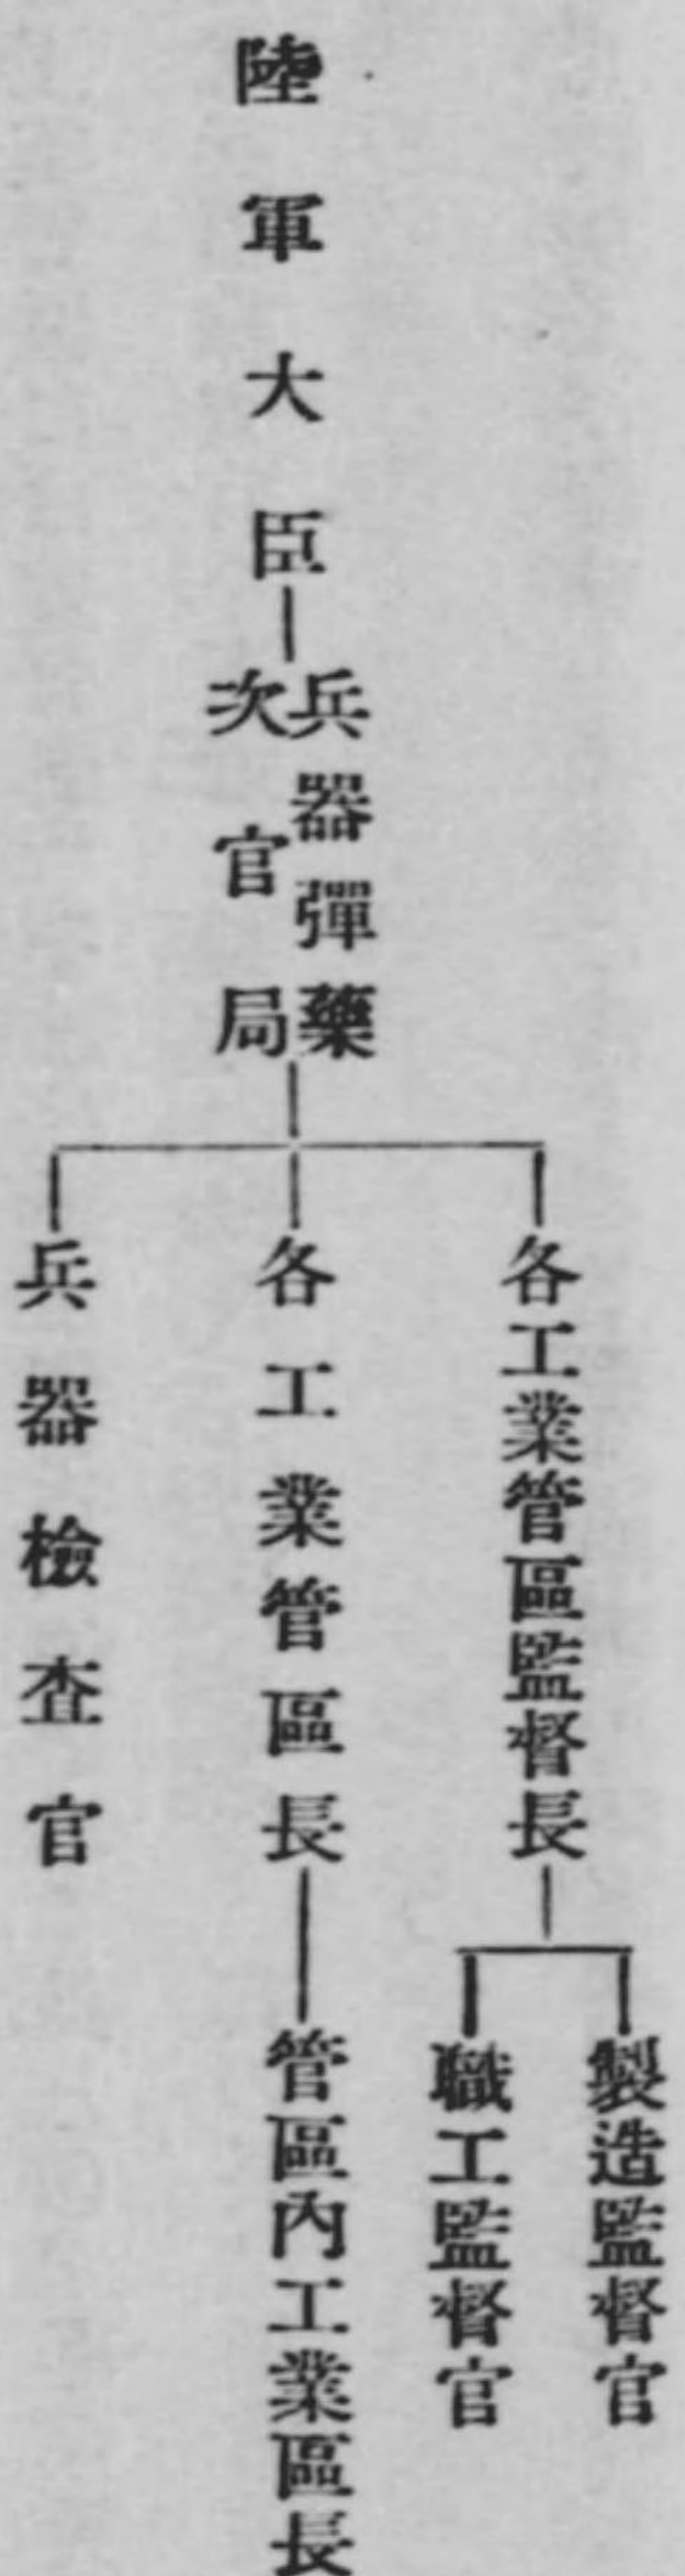 陸軍大臣
兵器彈藥
次官局
各工業管區監督長
製造監督官
職工監督官
各工業管區長
管區內工業區長
兵器檢査官